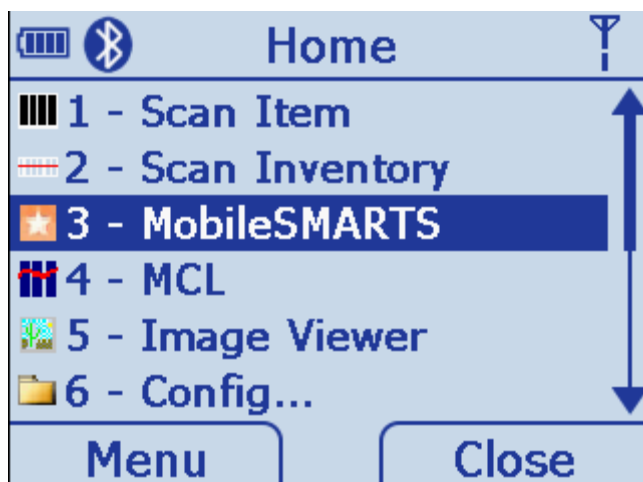 Home
1 - Scan Item
2 - Scan Inventory
3 - MobileSMARTS
4 - MCL
5 - Image Viewer
6 - Config...
Menu Close